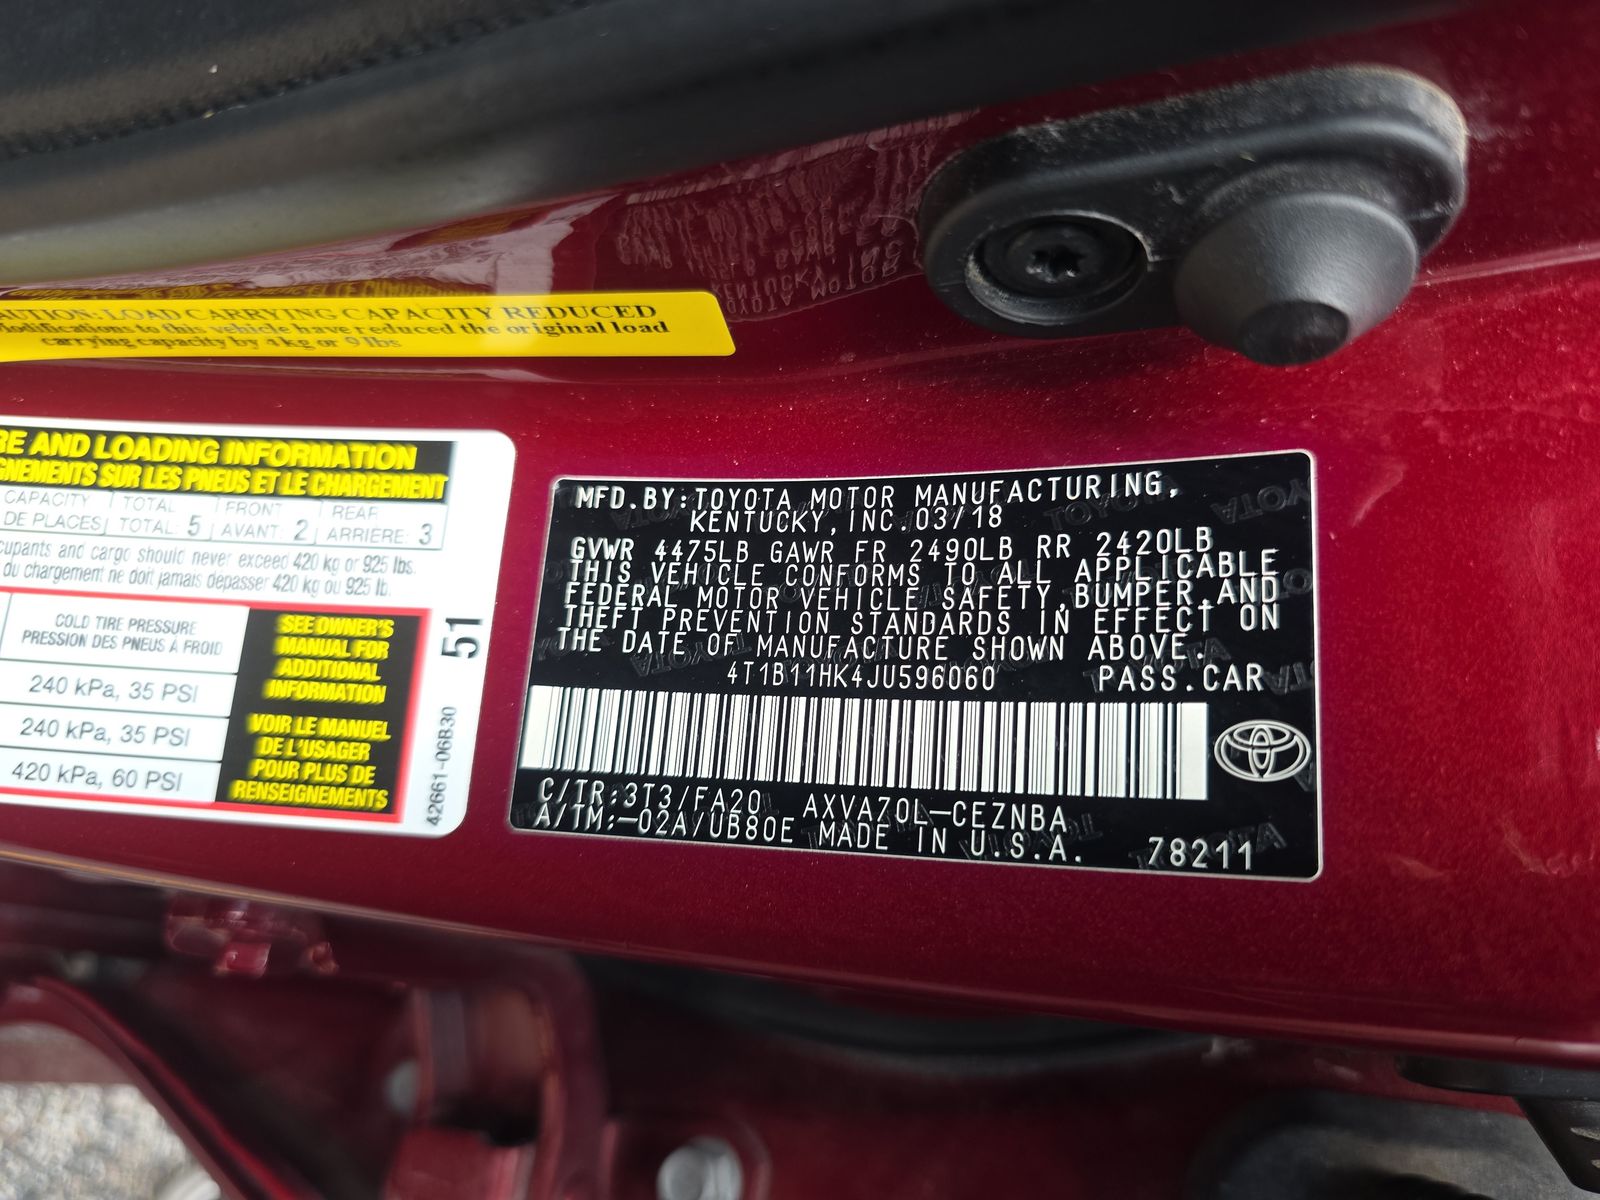 AUTION: LOAD CARRYING CAPACITY REDUCED
Modifications to this vehicle have reduced the original load
carrying capacity by 4kg or 9 lbs
RE AND LOADING INFORMATION
GNEMENTS SUR LES PNEUS ET LE CHARGEMENT
CAPACITY TOTAL FRONT REAR
DE PLACES TOTAL: 5 AVANT: 2 ARRIÈRE: 3
cupants and cargo should never exceed 420 kg or 925 lbs.
du chargement ne doit jamais depasser 420 kg ou 925 lb.
COLD TIRE PRESSURE
PRESSION DES PNEUS À FROID
240 kPa, 35 PSI
240 kPa, 35 PSI
420 kPa, 60 PSI
SEE OWNER'S
MANUAL FOR
ADDITIONAL
INFORMATION
VOIR LE MANUEL
DE L'USAGER
POUR PLUS DE
RENSEIGNEMENTS
51
42661-06B30
MFD.BY:TOYOTA MOTOR MANUFACTURING,
KENTUCKY, INC. 03/18
GVWR 4475LB GAWR FR 2490LB RR 2420LB
THIS VEHICLE CONFORMS TO ALL APPLICABLE
FEDERAL MOTOR VEHICLE SAFETY,BUMPER,AND
THEFT PREVENTION STANDARDS IN EFFECT ON
THE DATE OF MANUFACTURE SHOWN ABOVE.
4T1B11HK4JU596060 PASS.CAR
C/TR:3T3/FA20 AXVA70L-CEZNBA
A/TM:-02A/UB80E MADE IN U.S.A. 78211